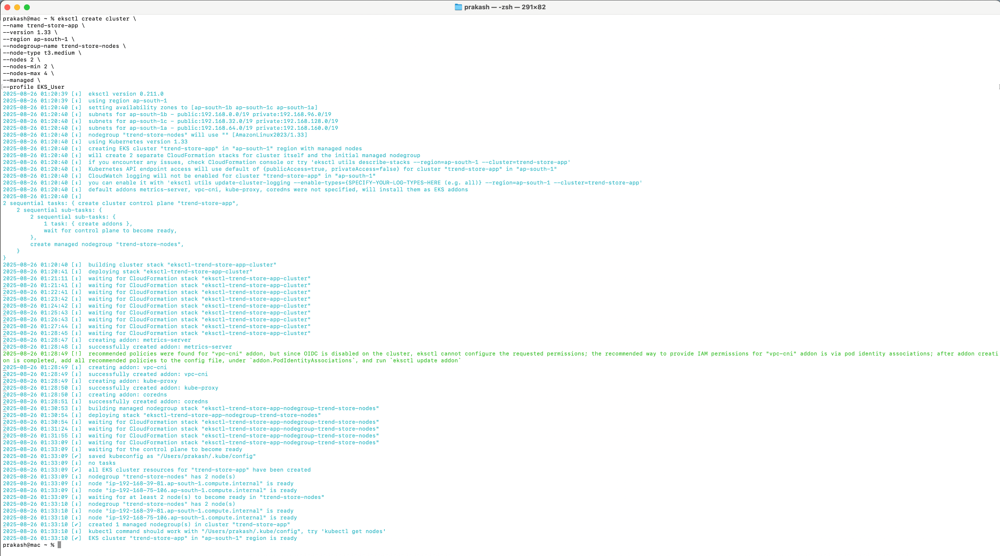 prakash — -zsh — 291×82
prakash@mac ~ % eksctl create cluster \
--name trend-store-app \
--version 1.33 \
--region ap-south-1 \
--nodegroup-name trend-store-nodes \
--node-type t3.medium \
--nodes 2 \
--nodes-min 2 \
--nodes-max 4 \
--managed \
[--profile EKS_User ]
2025-08-26 01:20:39 [ℹ]  eksctl version 0.211.0
2025-08-26 01:20:39 [ℹ]  using region ap-south-1
2025-08-26 01:20:40 [ℹ]  setting availability zones to [ap-south-1b ap-south-1c ap-south-1a]
2025-08-26 01:20:40 [ℹ]  subnets for ap-south-1b - public:192.168.0.0/19 private:192.168.96.0/19
2025-08-26 01:20:40 [ℹ]  subnets for ap-south-1c - public:192.168.32.0/19 private:192.168.128.0/19
2025-08-26 01:20:40 [ℹ]  subnets for ap-south-1a - public:192.168.64.0/19 private:192.168.160.0/19
2025-08-26 01:20:40 [ℹ]  nodegroup "trend-store-nodes" will use "" [AmazonLinux2023/1.33]
2025-08-26 01:20:40 [ℹ]  using Kubernetes version 1.33
2025-08-26 01:20:40 [ℹ]  creating EKS cluster "trend-store-app" in "ap-south-1" region with managed nodes
2025-08-26 01:20:40 [ℹ]  will create 2 separate CloudFormation stacks for cluster itself and the initial managed nodegroup
2025-08-26 01:20:40 [ℹ]  if you encounter any issues, check CloudFormation console or try 'eksctl utils describe-stacks --region=ap-south-1 --cluster=trend-store-app'
2025-08-26 01:20:40 [ℹ]  Kubernetes API endpoint access will use default of {publicAccess=true, privateAccess=false} for cluster "trend-store-app" in "ap-south-1"
2025-08-26 01:20:40 [ℹ]  CloudWatch logging will not be enabled for cluster "trend-store-app" in "ap-south-1"
2025-08-26 01:20:40 [ℹ]  you can enable it with 'eksctl utils update-cluster-logging --enable-types={SPECIFY-YOUR-LOG-TYPES-HERE (e.g. all)} --region=ap-south-1 --cluster=trend-store-app'
2025-08-26 01:20:40 [ℹ]  default addons metrics-server, vpc-cni, kube-proxy, coredns were not specified, will install them as EKS addons
2025-08-26 01:20:40 [ℹ]
2 sequential tasks: { create cluster control plane "trend-store-app",
    2 sequential sub-tasks: {
        2 sequential sub-tasks: {
            1 task: { create addons },
            wait for control plane to become ready,
        },
        create managed nodegroup "trend-store-nodes",
    }
}
2025-08-26 01:20:40 [ℹ]  building cluster stack "eksctl-trend-store-app-cluster"
2025-08-26 01:20:41 [ℹ]  deploying stack "eksctl-trend-store-app-cluster"
2025-08-26 01:21:11 [ℹ]  waiting for CloudFormation stack "eksctl-trend-store-app-cluster"
2025-08-26 01:21:41 [ℹ]  waiting for CloudFormation stack "eksctl-trend-store-app-cluster"
2025-08-26 01:22:41 [ℹ]  waiting for CloudFormation stack "eksctl-trend-store-app-cluster"
2025-08-26 01:23:42 [ℹ]  waiting for CloudFormation stack "eksctl-trend-store-app-cluster"
2025-08-26 01:24:42 [ℹ]  waiting for CloudFormation stack "eksctl-trend-store-app-cluster"
2025-08-26 01:25:43 [ℹ]  waiting for CloudFormation stack "eksctl-trend-store-app-cluster"
2025-08-26 01:26:43 [ℹ]  waiting for CloudFormation stack "eksctl-trend-store-app-cluster"
2025-08-26 01:27:44 [ℹ]  waiting for CloudFormation stack "eksctl-trend-store-app-cluster"
2025-08-26 01:28:45 [ℹ]  waiting for CloudFormation stack "eksctl-trend-store-app-cluster"
2025-08-26 01:28:47 [ℹ]  creating addon: metrics-server
2025-08-26 01:28:48 [ℹ]  successfully created addon: metrics-server
2025-08-26 01:28:49 [!]  recommended policies were found for "vpc-cni" addon, but since OIDC is disabled on the cluster, eksctl cannot configure the requested permissions; the recommended way to provide IAM permissions for "vpc-cni" addon is via pod identity associations; after addon creati
on is completed, add all recommended policies to the config file, under `addon.PodIdentityAssociations`, and run `eksctl update addon`
2025-08-26 01:28:49 [ℹ]  creating addon: vpc-cni
2025-08-26 01:28:49 [ℹ]  successfully created addon: vpc-cni
2025-08-26 01:28:49 [ℹ]  creating addon: kube-proxy
2025-08-26 01:28:50 [ℹ]  successfully created addon: kube-proxy
2025-08-26 01:28:50 [ℹ]  creating addon: coredns
2025-08-26 01:28:51 [ℹ]  successfully created addon: coredns
2025-08-26 01:30:53 [ℹ]  building managed nodegroup stack "eksctl-trend-store-app-nodegroup-trend-store-nodes"
2025-08-26 01:30:54 [ℹ]  deploying stack "eksctl-trend-store-app-nodegroup-trend-store-nodes"
2025-08-26 01:30:54 [ℹ]  waiting for CloudFormation stack "eksctl-trend-store-app-nodegroup-trend-store-nodes"
2025-08-26 01:31:24 [ℹ]  waiting for CloudFormation stack "eksctl-trend-store-app-nodegroup-trend-store-nodes"
2025-08-26 01:31:55 [ℹ]  waiting for CloudFormation stack "eksctl-trend-store-app-nodegroup-trend-store-nodes"
2025-08-26 01:33:09 [ℹ]  waiting for CloudFormation stack "eksctl-trend-store-app-nodegroup-trend-store-nodes"
2025-08-26 01:33:09 [ℹ]  waiting for the control plane to become ready
2025-08-26 01:33:09 [✔]  saved kubeconfig as "/Users/prakash/.kube/config"
2025-08-26 01:33:09 [ℹ]  no tasks
2025-08-26 01:33:09 [✔]  all EKS cluster resources for "trend-store-app" have been created
2025-08-26 01:33:09 [ℹ]  nodegroup "trend-store-nodes" has 2 node(s)
2025-08-26 01:33:09 [ℹ]  node "ip-192-168-39-81.ap-south-1.compute.internal" is ready
2025-08-26 01:33:09 [ℹ]  node "ip-192-168-75-106.ap-south-1.compute.internal" is ready
2025-08-26 01:33:09 [ℹ]  waiting for at least 2 node(s) to become ready in "trend-store-nodes"
2025-08-26 01:33:10 [ℹ]  nodegroup "trend-store-nodes" has 2 node(s)
2025-08-26 01:33:10 [ℹ]  node "ip-192-168-39-81.ap-south-1.compute.internal" is ready
2025-08-26 01:33:10 [ℹ]  node "ip-192-168-75-106.ap-south-1.compute.internal" is ready
2025-08-26 01:33:10 [✔]  created 1 managed nodegroup(s) in cluster "trend-store-app"
2025-08-26 01:33:10 [ℹ]  kubectl command should work with "/Users/prakash/.kube/config", try 'kubectl get nodes'
2025-08-26 01:33:10 [✔]  EKS cluster "trend-store-app" in "ap-south-1" region is ready
prakash@mac ~ %